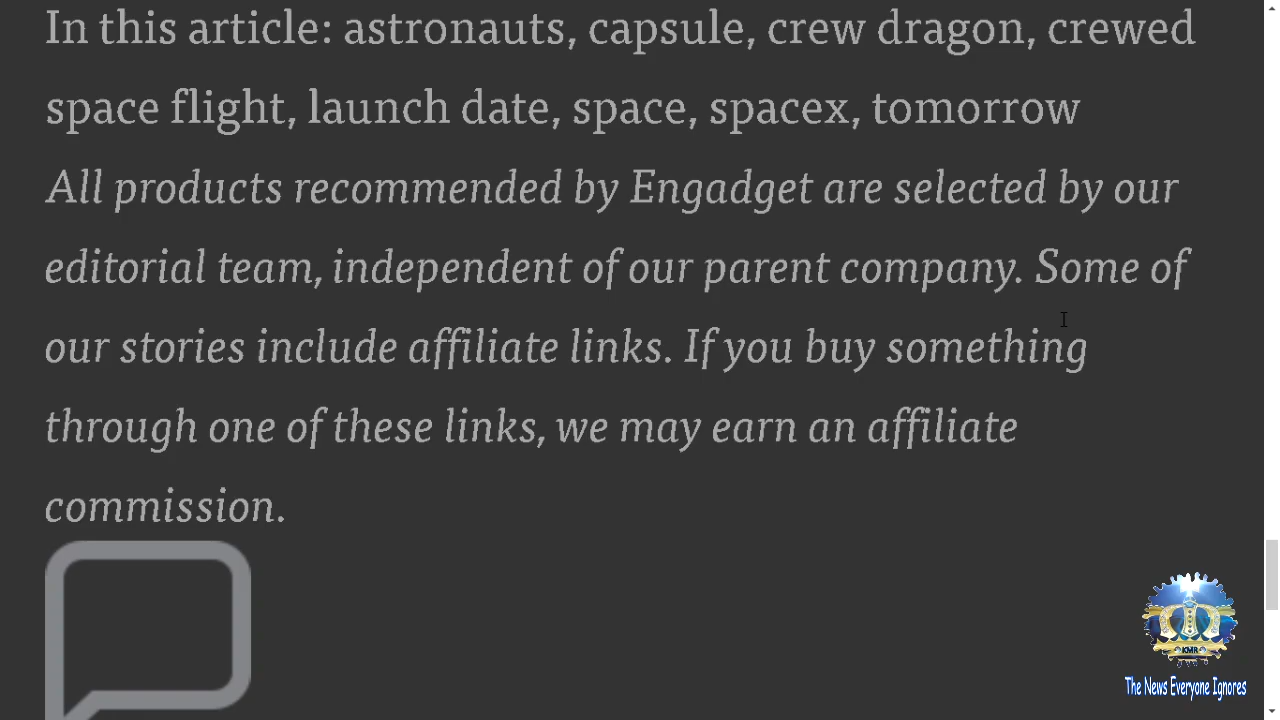 In this article: astronauts, capsule, crew dragon, crewed
space flight, launch date, space, spacex, tomorrow
All products recommended by Engadget are selected by our
editorial team, independent of our parent company. Some of
our stories include affiliate links. If you buy something
through one of these links, we may earn an affiliate
commission.
KMR
The News Everyone Ignores